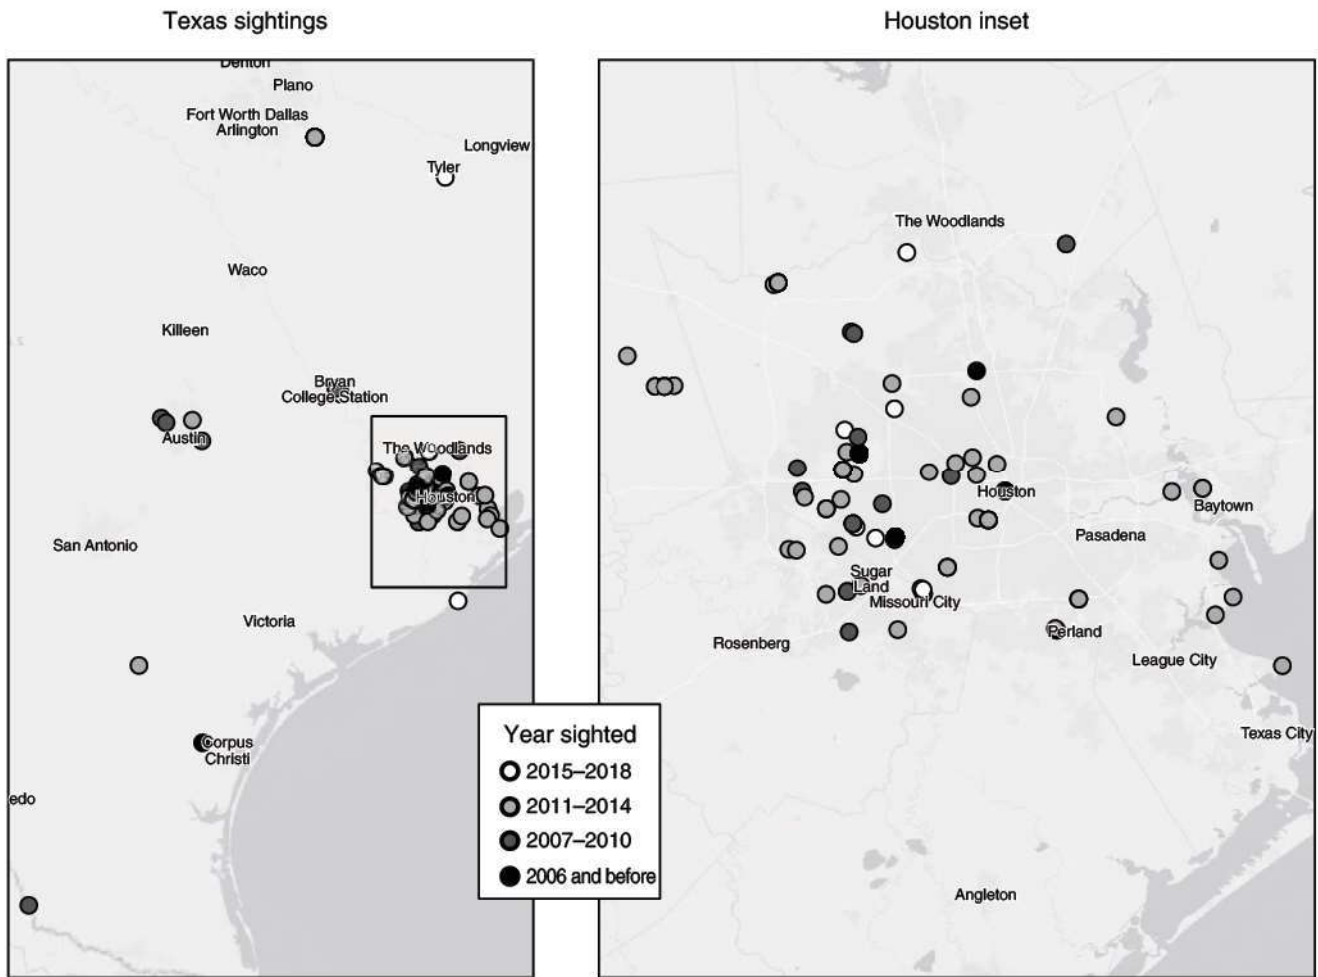 Texas sightings
Houston inset
Denton
Plano
Fort Worth Dallas
Arlington
Longview
Tyler
Waco
Killeen
Bryan
College Station
Austin
The Woodlands
Houston
San Antonio
Victoria
Corpus
Christi
edo
Year sighted
2015–2018
2011–2014
2007–2010
2006 and before
The Woodlands
Houston
Baytown
Pasadena
Sugar
Land
Missouri City
Rosenberg
Perland
League City
Texas City
Angleton